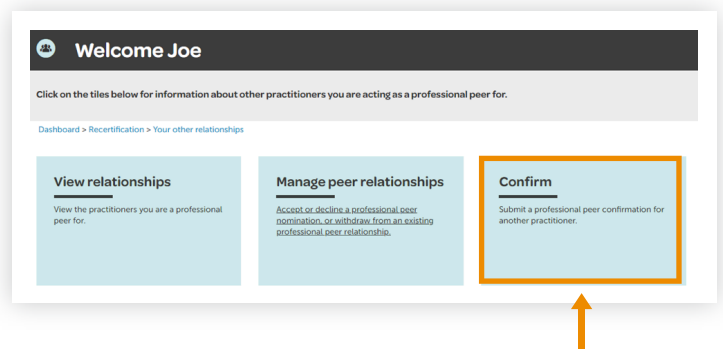 Welcome Joe
Click on the tiles below for information about other practitioners you are acting as a professional peer for.
Dashboard > Recertification > Your other relationships
View relationships
View the practitioners you are a professional
peer for.
Manage peer relationships
Accept or decline a professional peer
nomination, or withdraw from an existing
professional peer relationship.
Confirm
Submit a professional peer confirmation for
another practitioner.